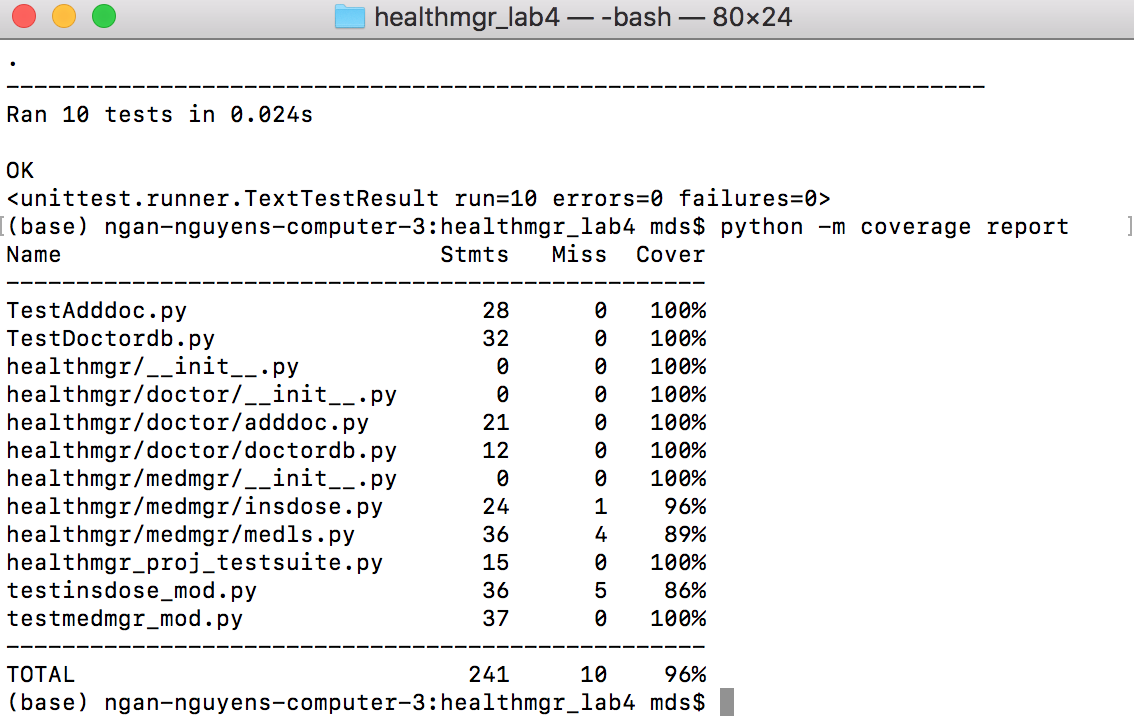 healthmgr_lab4 — -bash — 80×24
.
----------------------------------------------------------------------
Ran 10 tests in 0.024s

OK
<unittest.runner.TextTestResult run=10 errors=0 failures=0>
[(base) ngan-nguyens-computer-3:healthmgr_lab4 mds$ python -m coverage report    ]
Name                           Stmts   Miss  Cover
--------------------------------------------------
TestAdddoc.py                     28      0   100%
TestDoctordb.py                   32      0   100%
healthmgr/__init__.py              0      0   100%
healthmgr/doctor/__init__.py       0      0   100%
healthmgr/doctor/adddoc.py        21      0   100%
healthmgr/doctor/doctordb.py      12      0   100%
healthmgr/medmgr/__init__.py       0      0   100%
healthmgr/medmgr/insdose.py       24      1    96%
healthmgr/medmgr/medls.py         36      4    89%
healthmgr_proj_testsuite.py       15      0   100%
testinsdose_mod.py                36      5    86%
testmedmgr_mod.py                 37      0   100%
--------------------------------------------------
TOTAL                            241     10    96%
(base) ngan-nguyens-computer-3:healthmgr_lab4 mds$